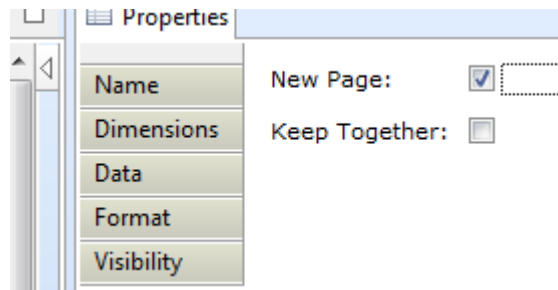 Properties
Name
Dimensions
Data
Format
Visibility
New Page:
Keep Together: